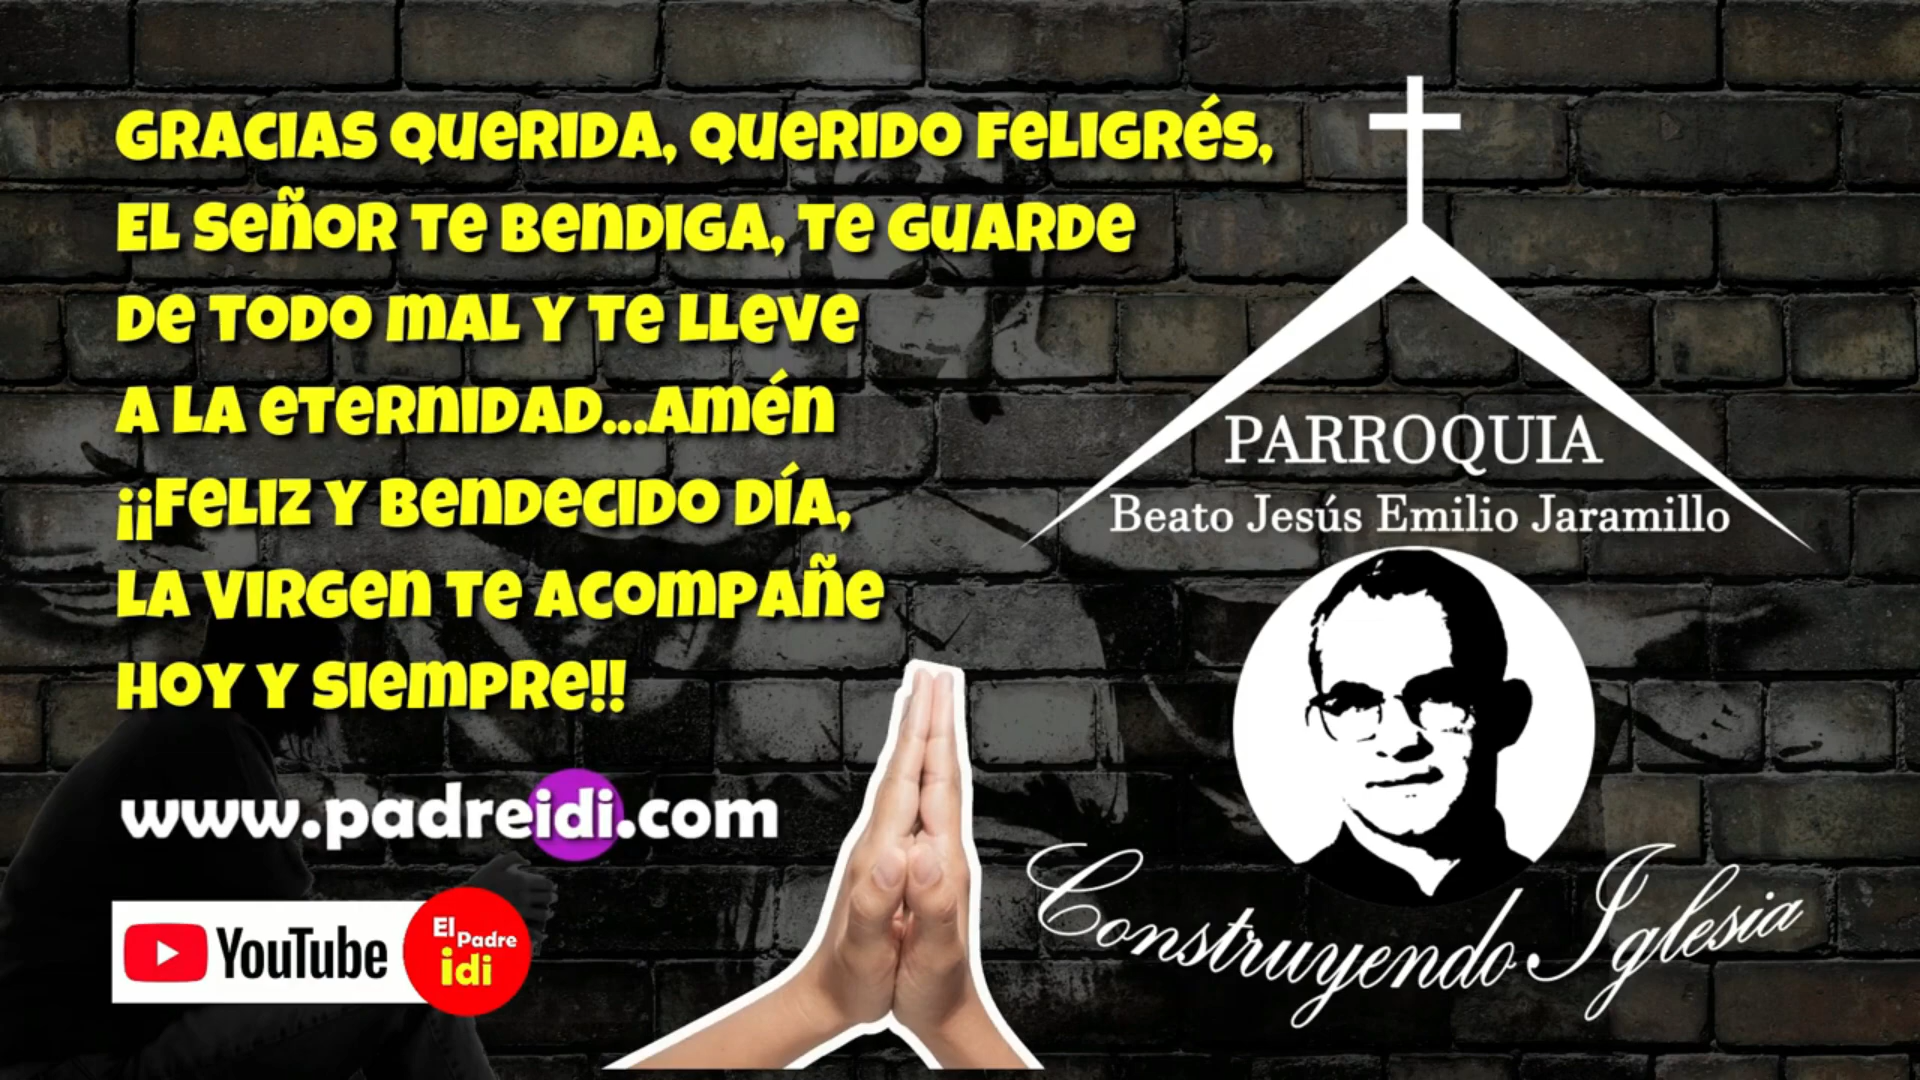 Gracias querida, querido feligrés,
El Señor te bendiga, te guarde
de todo mal y te lleve
a la eternidad...Amén
¡¡Feliz y bendecido día,
la Virgen te acompañe
hoy y siempre!!
www.padreidi.com
YouTube
El Padre
idi
PARROQUIA
Beato Jesús Emilio Jaramillo
Construyendo Iglesia